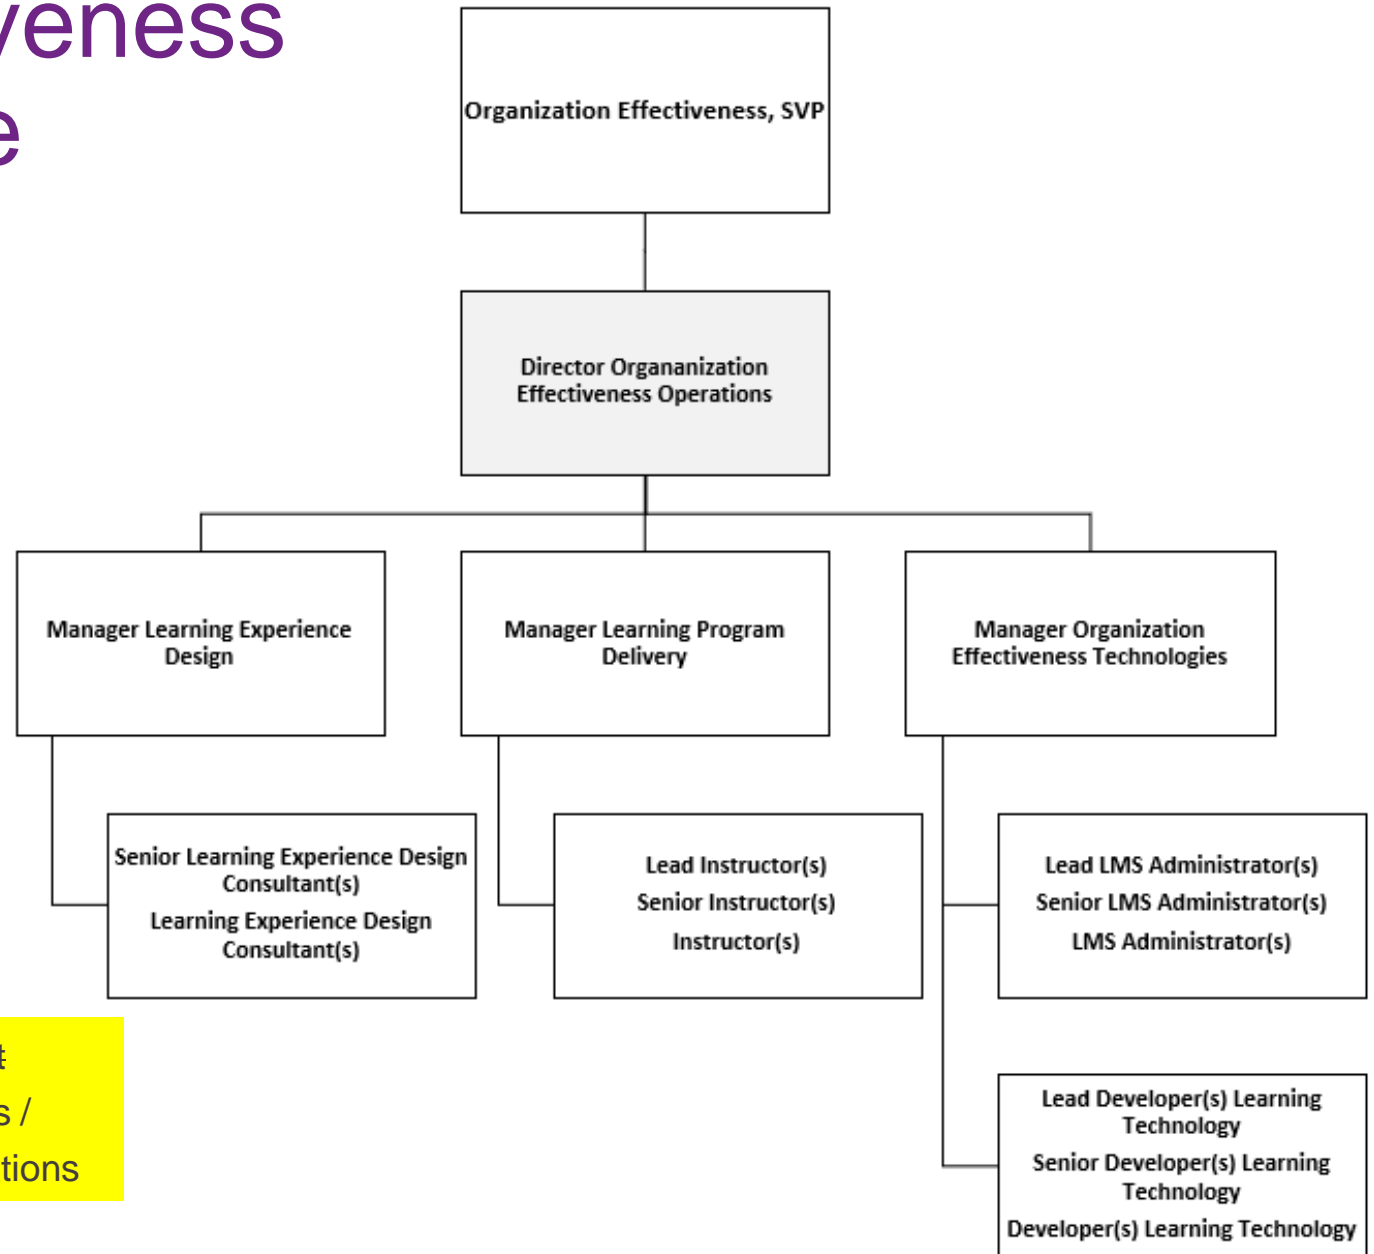 veness
e
Organization Effectiveness, SVP
Director Organanization
Effectiveness Operations
Manager Learning Experience
Design
Manager Learning Program
Delivery
Manager Organization
Effectiveness Technologies
Senior Learning Experience Design
Consultant(s)
Learning Experience Design
Consultant(s)
Lead Instructor(s)
Senior Instructor(s)
Instructor(s)
Lead LMS Administrator(s)
Senior LMS Administrator(s)
LMS Administrator(s)
Lead Developer(s) Learning
Technology
Senior Developer(s) Learning
Technology
Developer(s) Learning Technology
t
s /
tions